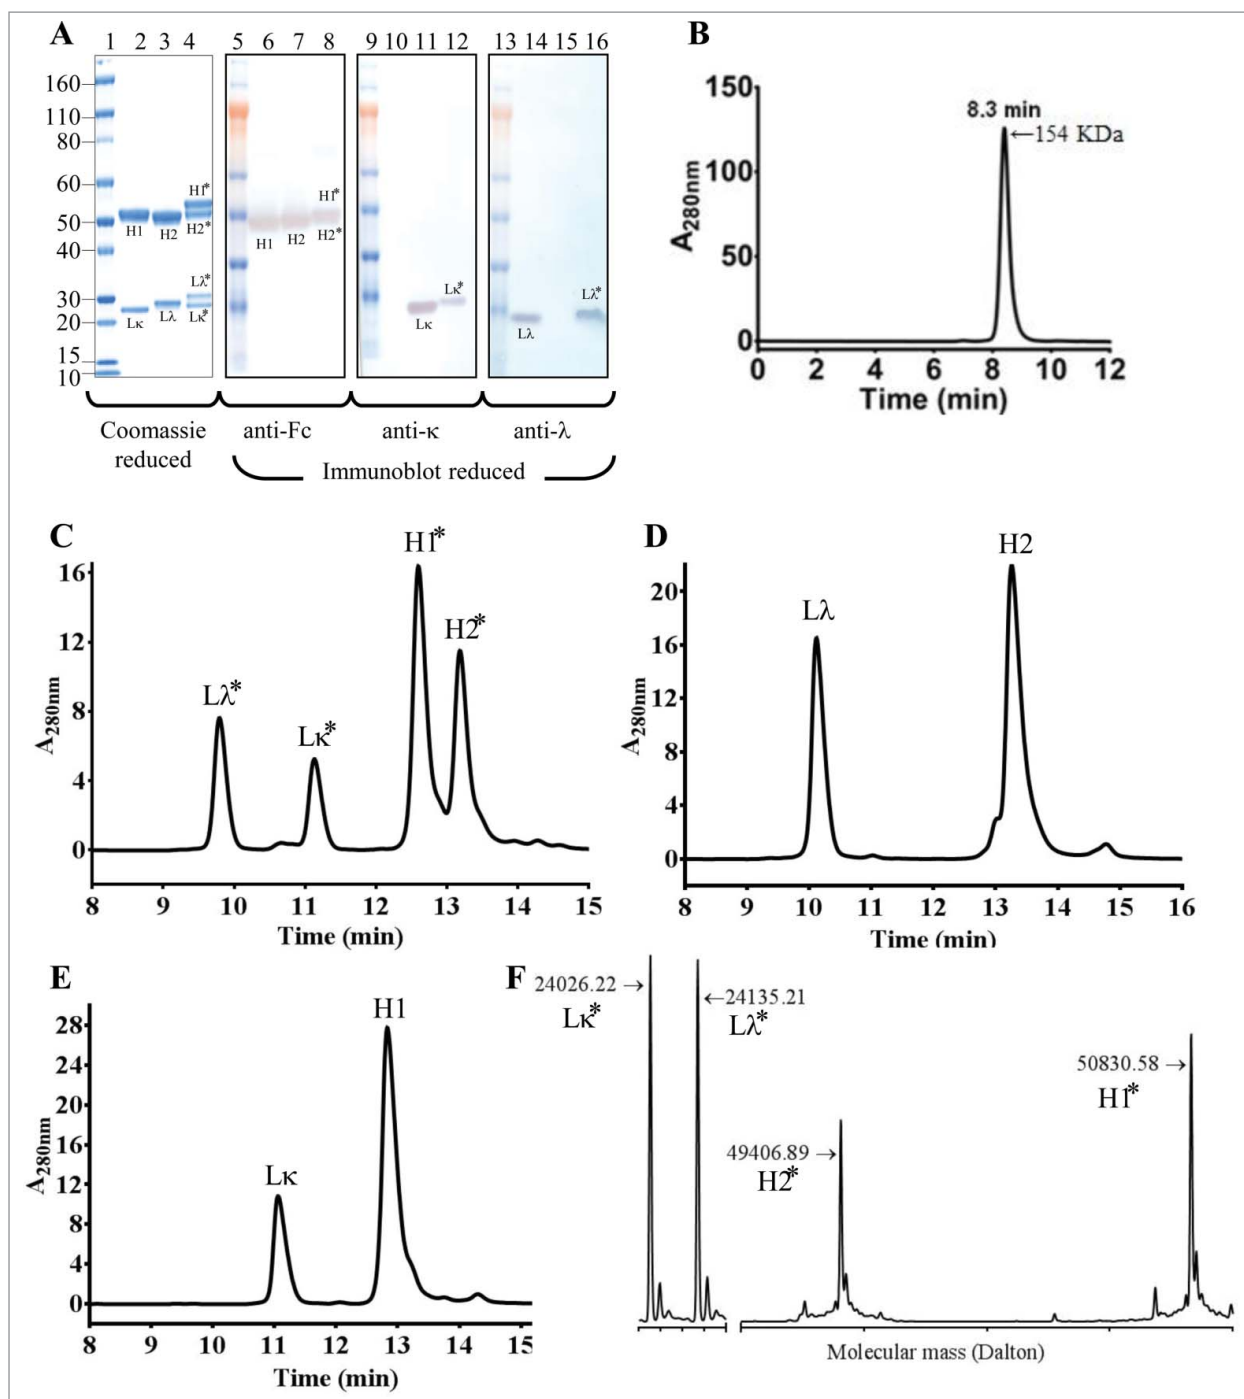 A
1 2 3 4 5 6 7 8 9 10 11 12 13 14 15 16
160
110
80
60
50
40
30
20
15
10
H1 H2 H1*
H2*
Lκ Lλ Lλ*
Lκ*
H1 H2 H1*
H2*
Lκ Lκ*
Lλ Lλ*
Coomassie
reduced
anti-Fc anti-κ anti-λ
Immunoblot reduced
B
150
100
50
0
A280nm
8.3 min
←154 KDa
0 2 4 6 8 10 12
Time (min)
C
16
12
8
4
0
A280nm
Lλ* Lκ* H1* H2*
8 9 10 11 12 13 14 15
Time (min)
D
20
16
12
8
4
0
A280nm
Lλ H2
8 9 10 11 12 13 14 15 16
Time (min)
E
28
24
20
16
12
8
4
0
A280nm
Lκ H1
8 9 10 11 12 13 14 15
Time (min)
F
24026.22 →
Lκ*
←24135.21
Lλ*
49406.89 →
H2*
50830.58 →
H1*
Molecular mass (Dalton)